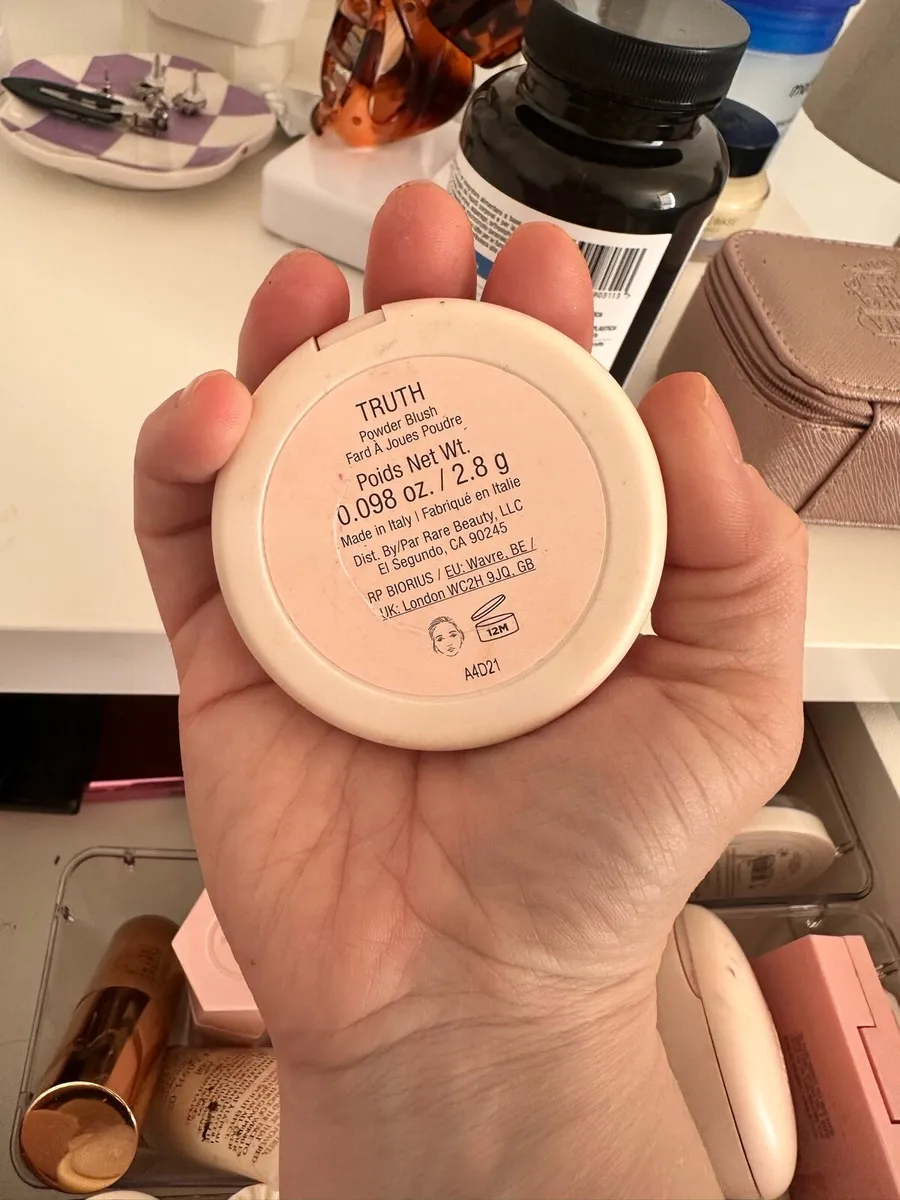 TRUTH
Powder Blush
Fard À Joues Poudre
Poids Net Wt.
0.098 oz. / 2.8 g
Made in Italy | Fabriqué en Italie
Dist. By/Par Rare Beauty, LLC
El Segundo, CA 90245
RP BIORIUS / EU: Wavre, BE /
UK: London WC2H 9JQ, GB
12M
A4D21